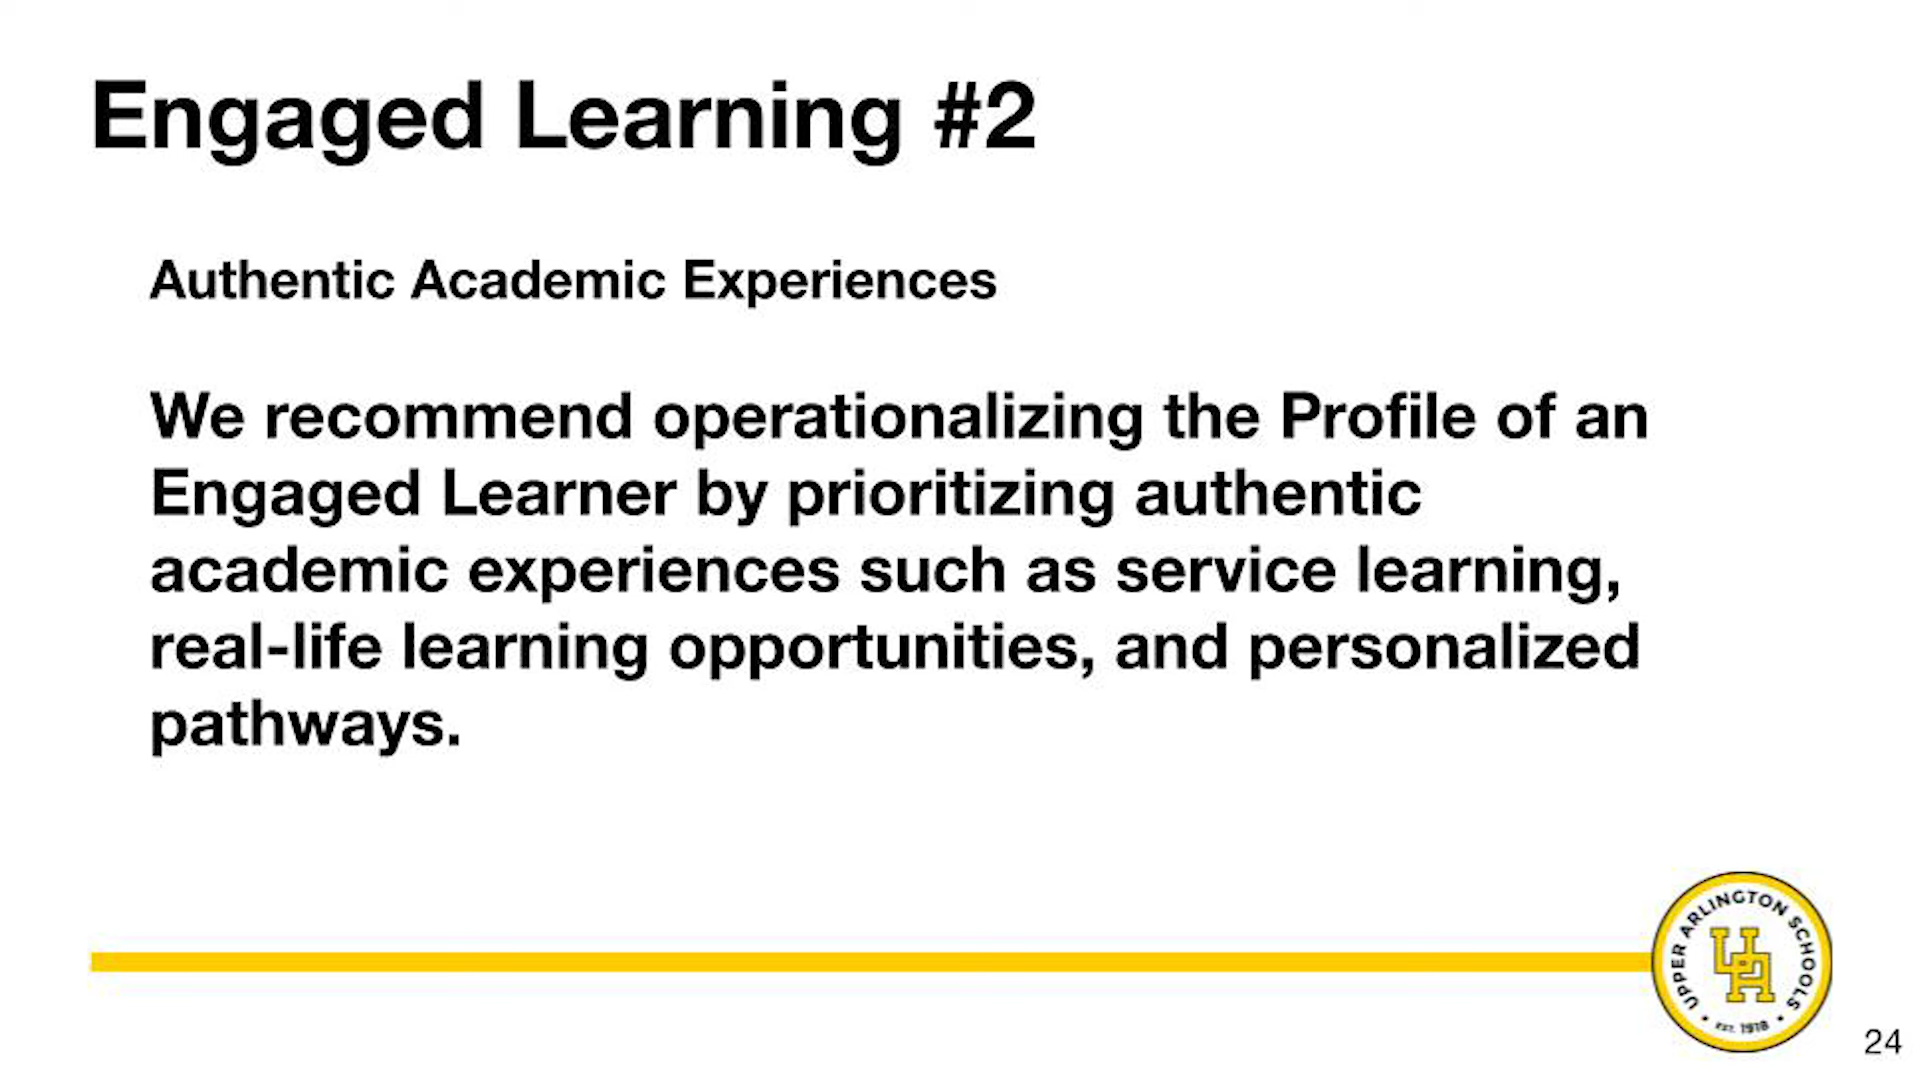 Engaged Learning #2
Authentic Academic Experiences
We recommend operationalizing the Profile of an
Engaged Learner by prioritizing authentic
academic experiences such as service learning,
real-life learning opportunities, and personalized
pathways.
UPPER ARLINGTON SCHOOLS
UA
• EST. 1918 •
24